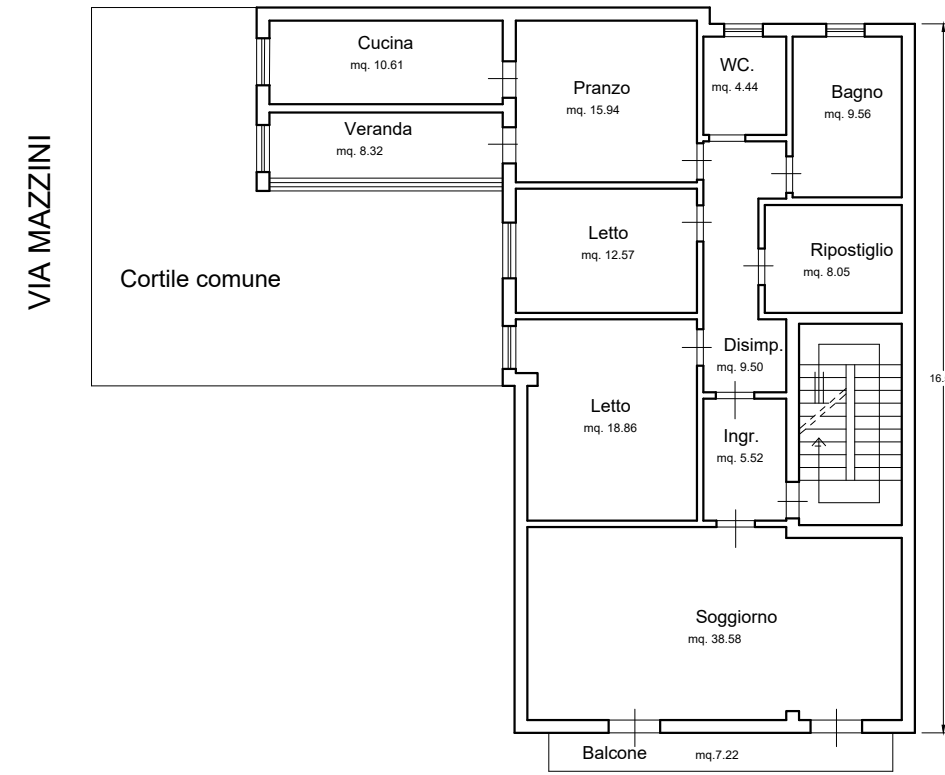 VIA MAZZINI
Cucina
mq. 10.61
Veranda
mq. 8.32
Pranzo
mq. 15.94
WC.
mq. 4.44
Bagno
mq. 9.56
Letto
mq. 12.57
Ripostiglio
mq. 8.05
Cortile comune
Disimp.
mq. 9.50
Letto
mq. 18.86
Ingr.
mq. 5.52
Soggiorno
mq. 38.58
Balcone mq.7.22